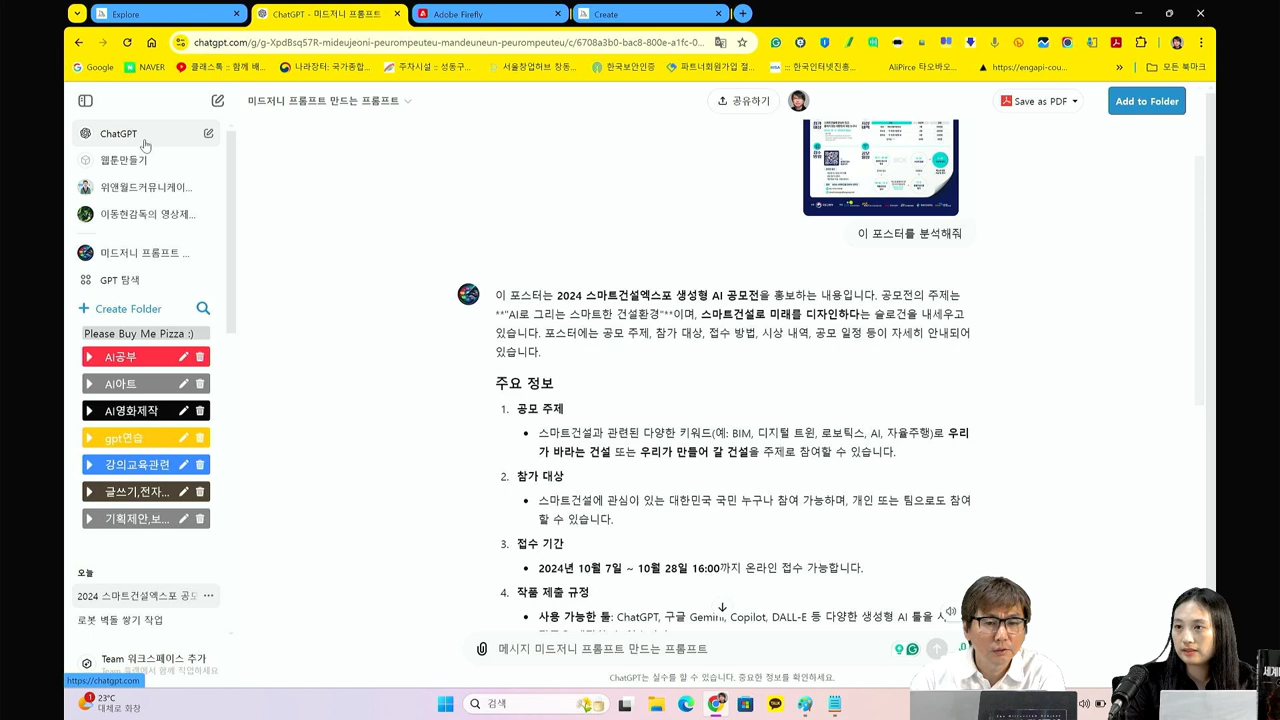 Explore
ChatGPT - 미드저니 프롬프트
Adobe Firefly
Create
chatgpt.com/g/g-XpdBsq57R-mideujeoni-peurompeuteu-mandeuneun-peurompeuteu/c/6708a3b0-bac8-800e-a1fc-0...
Google
NAVER
클래스톡 :: 함께 배...
나라장터: 국가종합...
주차시설 :: 성동구...
서울창업허브 창동...
한국보안인증
파트너회원가입 절...
::: 한국인터넷진흥...
AliPirce 타오바오...
https://engapi-cou...
모든 북마크
미드저니 프롬프트 만드는 프롬프트
공유하기
Save as PDF
Add to Folder
ChatGPT
웹툰만들기
위앤월드커뮤니케이...
이동현감독의 영상제...
미드저니 프롬프트 ...
GPT 탐색
Create Folder
Please Buy Me Pizza :)
AI공부
AI아트
AI영화제작
gpt연습
강의교육관련
글쓰기,전자...
기획제안,보...
오늘
2024 스마트건설엑스포 공모
로봇 벽돌 쌓기 작업
Team 워크스페이스 추가
Team 플랜에서 함께 작업하세요
https://chatgpt.com
이 포스터를 분석해줘
이 포스터는 2024 스마트건설엑스포 생성형 AI 공모전을 홍보하는 내용입니다. 공모전의 주제는
**"AI로 그리는 스마트한 건설환경"**이며, 스마트건설로 미래를 디자인하다는 슬로건을 내세우고
있습니다. 포스터에는 공모 주제, 참가 대상, 접수 방법, 시상 내역, 공모 일정 등이 자세히 안내되어
있습니다.
주요 정보
1. 공모 주제
• 스마트건설과 관련된 다양한 키워드(예: BIM, 디지털 트윈, 로보틱스, AI, 자율주행)로 우리
가 바라는 건설 또는 우리가 만들어 갈 건설을 주제로 참여할 수 있습니다.
2. 참가 대상
• 스마트건설에 관심이 있는 대한민국 국민 누구나 참여 가능하며, 개인 또는 팀으로도 참여
할 수 있습니다.
3. 접수 기간
• 2024년 10월 7일 ~ 10월 28일 16:00까지 온라인 접수 가능합니다.
4. 작품 제출 규정
• 사용 가능한 툴: ChatGPT, 구글 Gemini, Copilot, DALL-E 등 다양한 생성형 AI 툴을 사
메시지 미드저니 프롬프트 만드는 프롬프트
ChatGPT는 실수를 할 수 있습니다. 중요한 정보를 확인하세요.
23°C
대체로 화창
검색